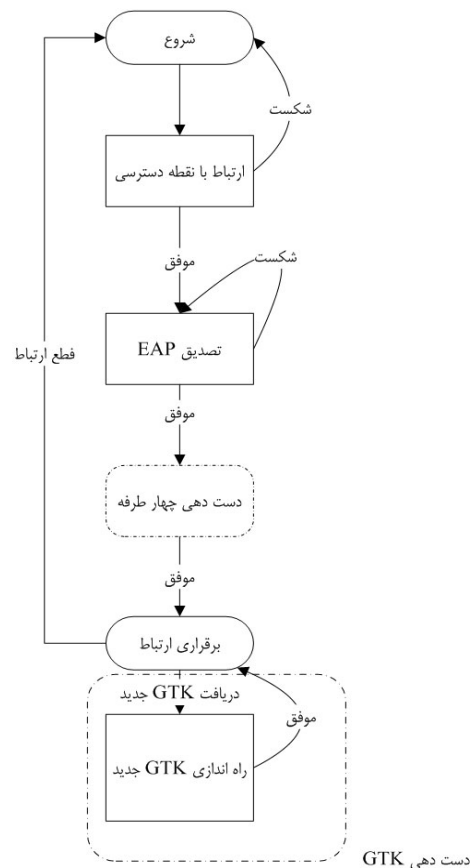 شروع
شکست
ارتباط با نقطه دسترسی
موفق
شکست
تصدیق EAP
قطع ارتباط
موفق
دست دهی چهار طرفه
موفق
برقراری ارتباط
دریافت GTK جدید
موفق
راه اندازی GTK جدید
دست دهی GTK